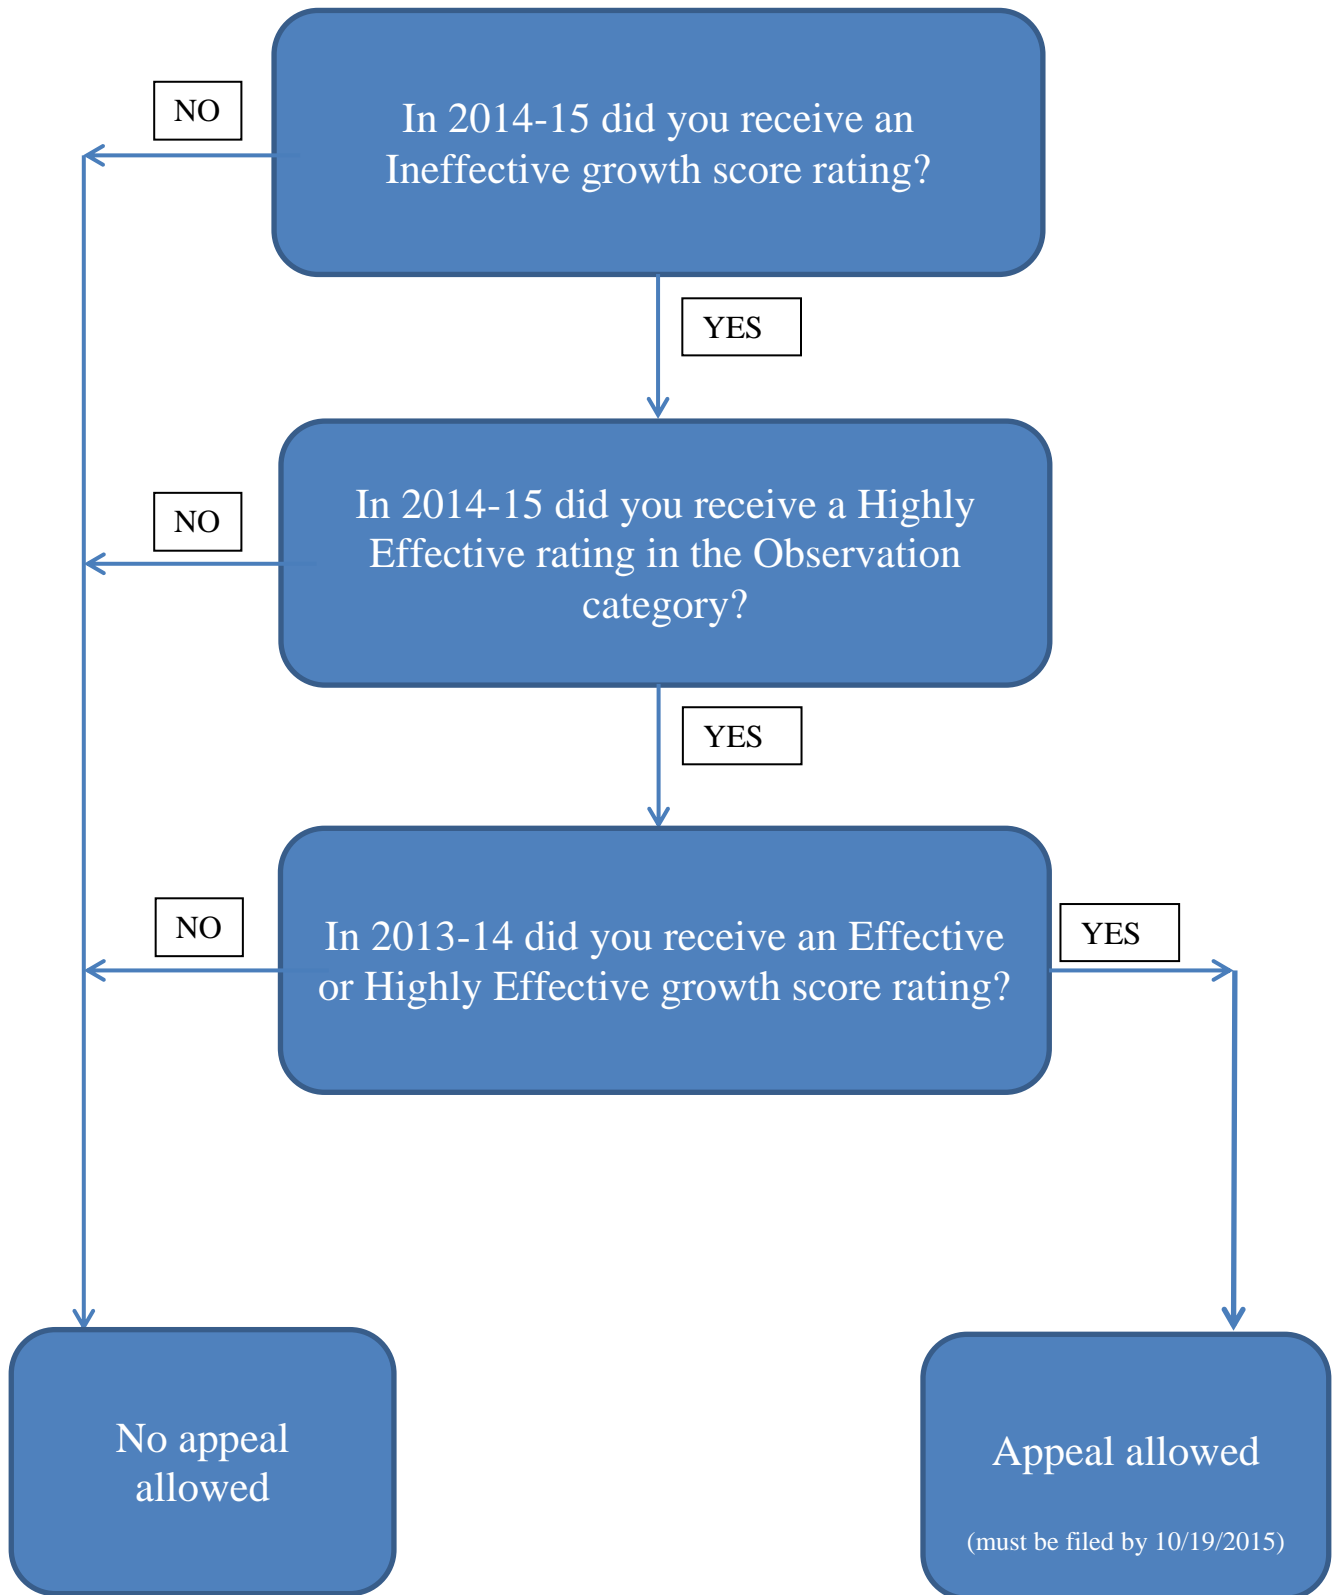 NO
In 2014-15 did you receive an
Ineffective growth score rating?
YES
NO
In 2014-15 did you receive a Highly
Effective rating in the Observation
category?
YES
NO
In 2013-14 did you receive an Effective
or Highly Effective growth score rating?
YES
No appeal
allowed
Appeal allowed
(must be filed by 10/19/2015)